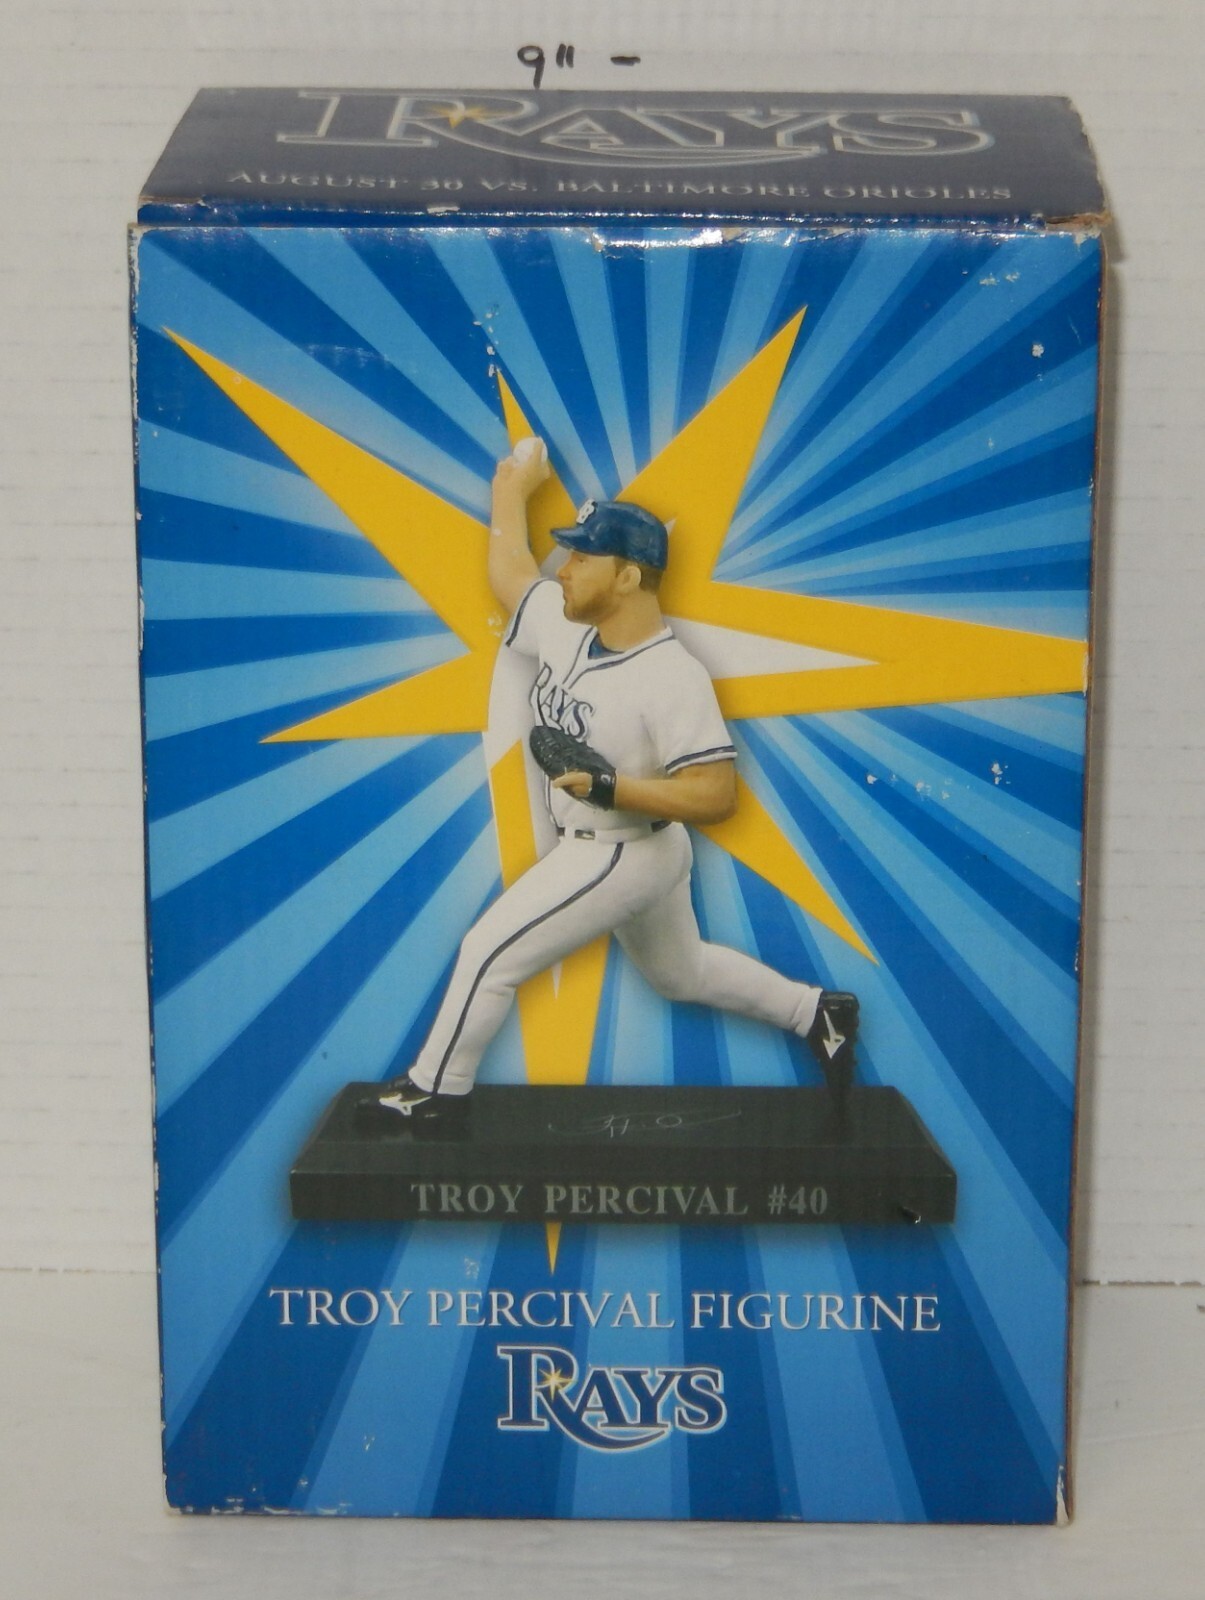 9" -
RAYS
AUGUST 30 VS. BALTIMORE ORIOLES
RAYS
TROY PERCIVAL #40
TROY PERCIVAL FIGURINE
RAYS